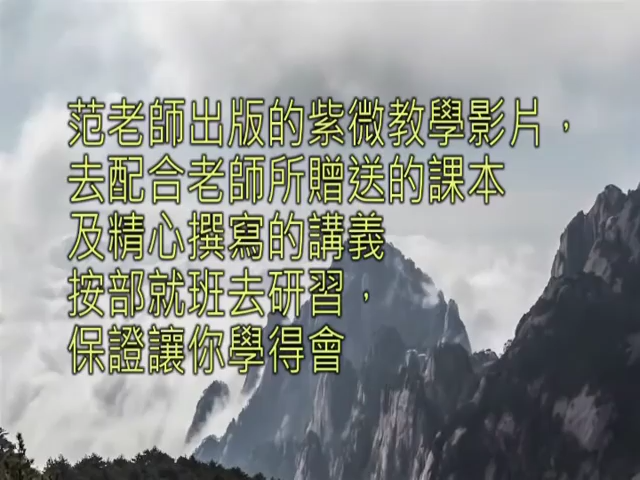 范老師出版的紫微教學影片，
去配合老師所贈送的課本
及精心撰寫的講義
按部就班去研習，
保證讓你學得會